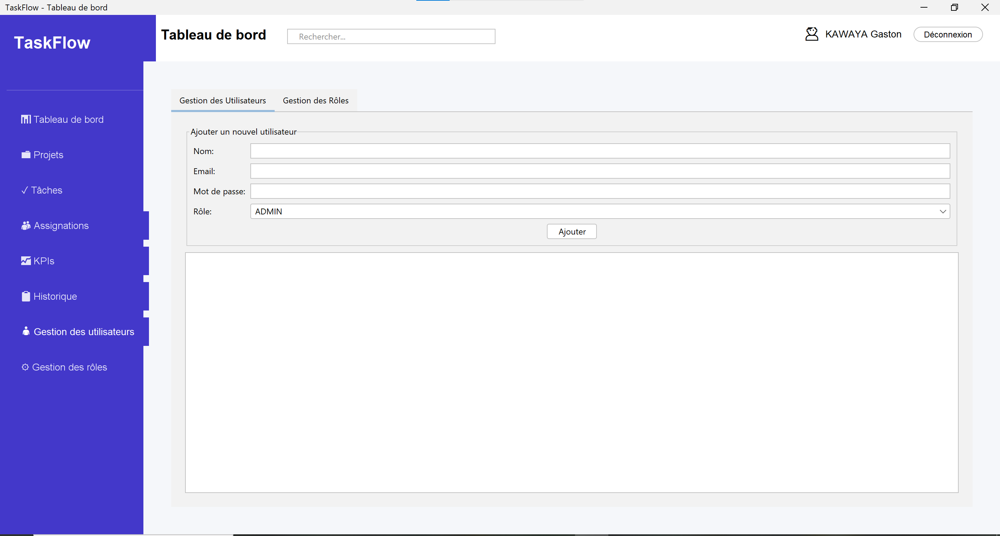 TaskFlow - Tableau de bord
TaskFlow
Tableau de bord
Rechercher...
KAWAYA Gaston
Déconnexion
Tableau de bord
Projets
✓ Tâches
Assignations
KPIs
Historique
Gestion des utilisateurs
Gestion des rôles
Gestion des Utilisateurs
Gestion des Rôles
Ajouter un nouvel utilisateur
Nom:
Email:
Mot de passe:
Rôle:
ADMIN
Ajouter